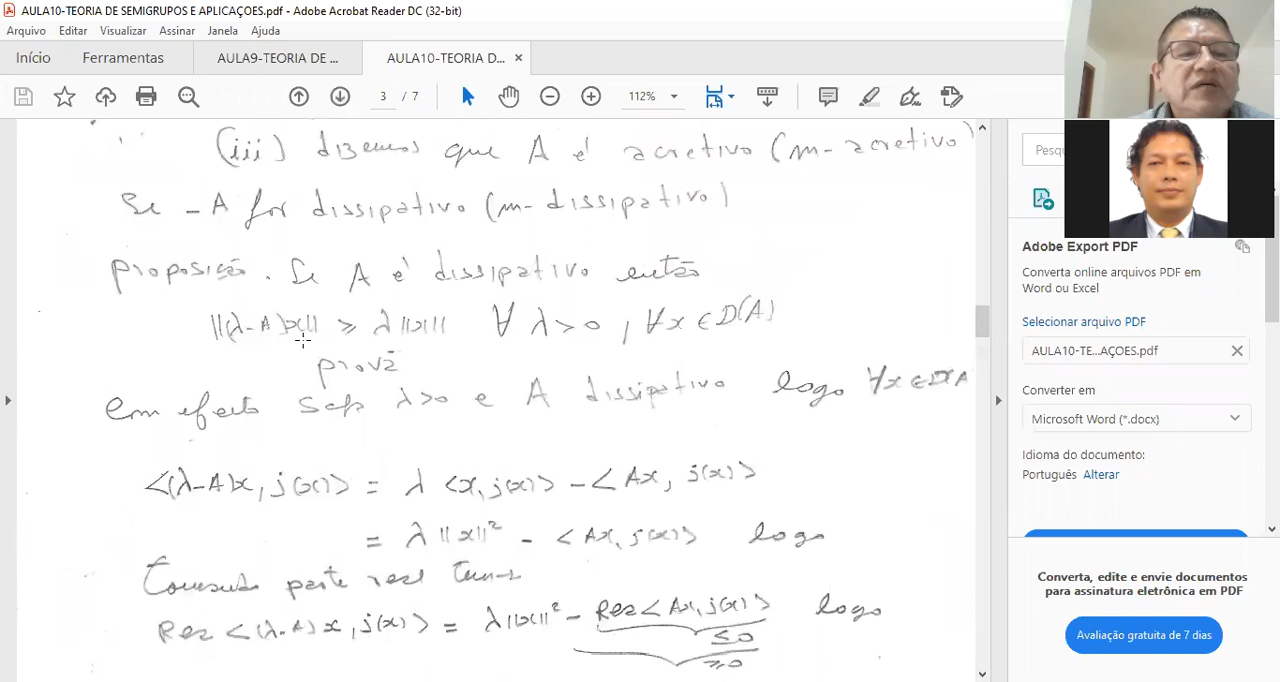 AULA10-TEORIA DE SEMIGRUPOS E APLICAÇOES.pdf - Adobe Acrobat Reader DC (32-bit)
Arquivo Editar Visualizar Assinar Janela Ajuda
Início Ferramentas AULA9-TEORIA DE ... AULA10-TEORIA D... ×
3 / 7 112%
(iii) dizemos que A é acretivo (m-acretivo)
Se -A for dissipativo (m-dissipativo)
proposição. Se A é dissipativo então
||(λ-A)x|| ≥ λ||x|| ∀ λ>0, ∀x ∈ D(A)
prova
Em efeito seja λ>0 e A dissipativo logo ∀x ∈ D(A
<(λ-A)x, j(x)> = λ <x, j(x)> - <Ax, j(x)>
= λ ||x||² - <Ax, j(x)> logo
Tomando parte real temos
Re <(λ-A)x, j(x)> = λ||x||² - Re <Ax, j(x)> logo
≤0
≥0
Pesqu
Adobe Export PDF
Converta online arquivos PDF em
Word ou Excel
Selecionar arquivo PDF
AULA10-TE...AÇOES.pdf
Converter em
Microsoft Word (*.docx)
Idioma do documento:
Português Alterar
Converta, edite e envie documentos
para assinatura eletrônica em PDF
Avaliação gratuita de 7 dias